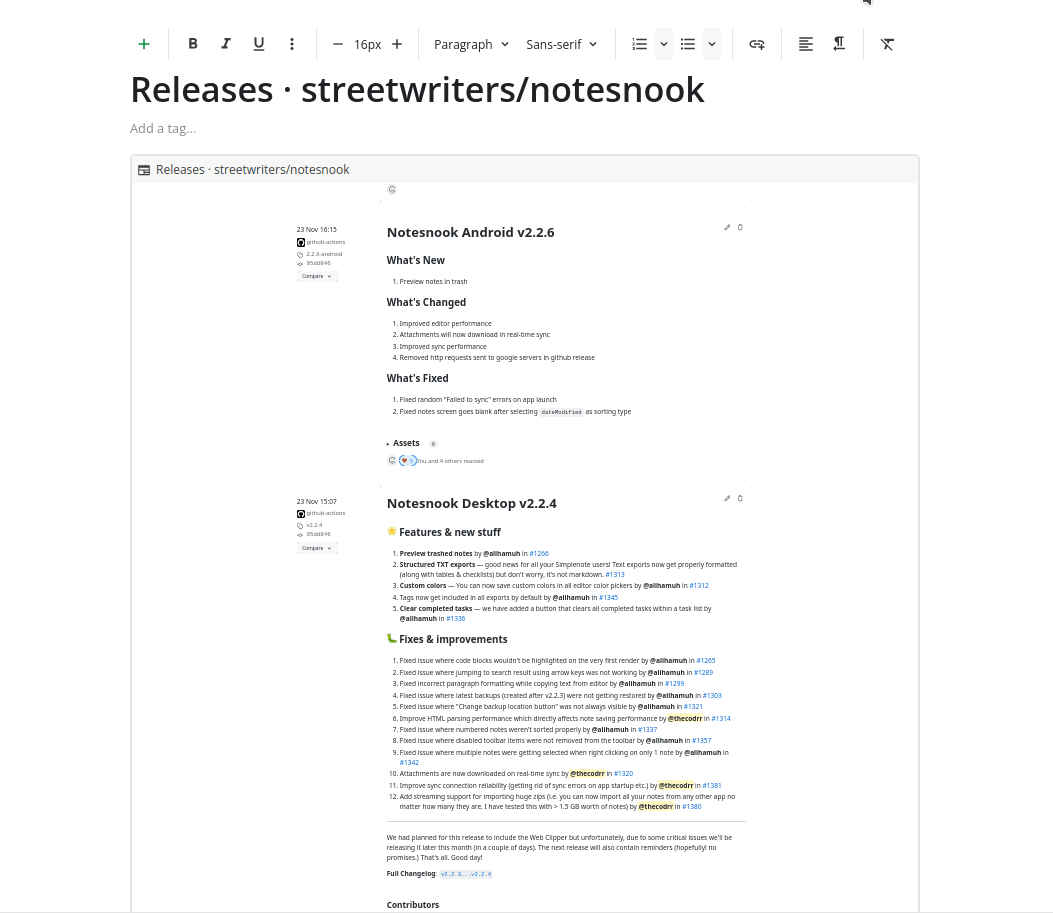 B I U 16px Paragraph Sans-serif
Releases · streetwriters/notesnook
Add a tag...
Releases · streetwriters/notesnook
23 Nov 16:15
github-actions
2.2.6-android
95dd846
Compare
Notesnook Android v2.2.6
What's New
1. Preview notes in trash
What's Changed
1. Improved editor performance
2. Attachments will now download in real-time sync
3. Improved sync performance
4. Removed http requests sent to google servers in github release
What's Fixed
1. Fixed random "Failed to sync" errors on app launch
2. Fixed notes screen goes blank after selecting dateModified as sorting type
Assets 6
5 You and 4 others reacted
23 Nov 15:07
github-actions
v2.2.4
95dd846
Compare
Notesnook Desktop v2.2.4
Features & new stuff
1. Preview trashed notes by @alihamuh in #1266
2. Structured TXT exports — good news for all your Simplenote users! Text exports now get properly formatted
(along with tables & checklists) but don't worry, it's not markdown. #1313
3. Custom colors — You can now save custom colors in all editor color pickers by @alihamuh in #1312
4. Tags now get included in all exports by default by @alihamuh in #1345
5. Clear completed tasks — we have added a button that clears all completed tasks within a task list by
@alihamuh in #1336
Fixes & improvements
1. Fixed issue where code blocks wouldn't be highlighted on the very first render by @alihamuh in #1265
2. Fixed issue where jumping to search result using arrow keys was not working by @alihamuh in #1289
3. Fixed incorrect paragraph formatting while copying text from editor by @alihamuh in #1299
4. Fixed issue where latest backups (created after v2.2.3) were not getting restored by @alihamuh in #1303
5. Fixed issue where "Change backup location button" was not always visible by @alihamuh in #1321
6. Improve HTML parsing performance which directly affects note saving performance by @thecodrr in #1314
7. Fixed issue where numbered notes weren't sorted properly by @alihamuh in #1337
8. Fixed issue where disabled toolbar items were not removed from the toolbar by @alihamuh in #1357
9. Fixed issue where multiple notes were getting selected when right clicking on only 1 note by @alihamuh in
#1342
10. Attachments are now downloaded on real-time sync by @thecodrr in #1320
11. Improve sync connection reliability (getting rid of sync errors on app startup etc.) by @thecodrr in #1381
12. Add streaming support for importing huge zips (i.e. you can now import all your notes from any other app no
matter how many they are. I have tested this with > 1.5 GB worth of notes) by @thecodrr in #1380
We had planned for this release to include the Web Clipper but unfortunately, due to some critical issues we'll be
releasing it later this month (in a couple of days). The next release will also contain reminders (hopefully! no
promises.) That's all. Good day!
Full Changelog: v2.2.3...v2.2.4
Contributors